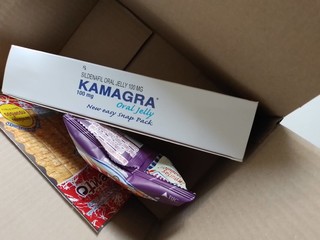 SILDENAFIL ORAL JELLY 100 MG
KAMAGRA
100 mg
Oral Jelly
New easy Snap Pack